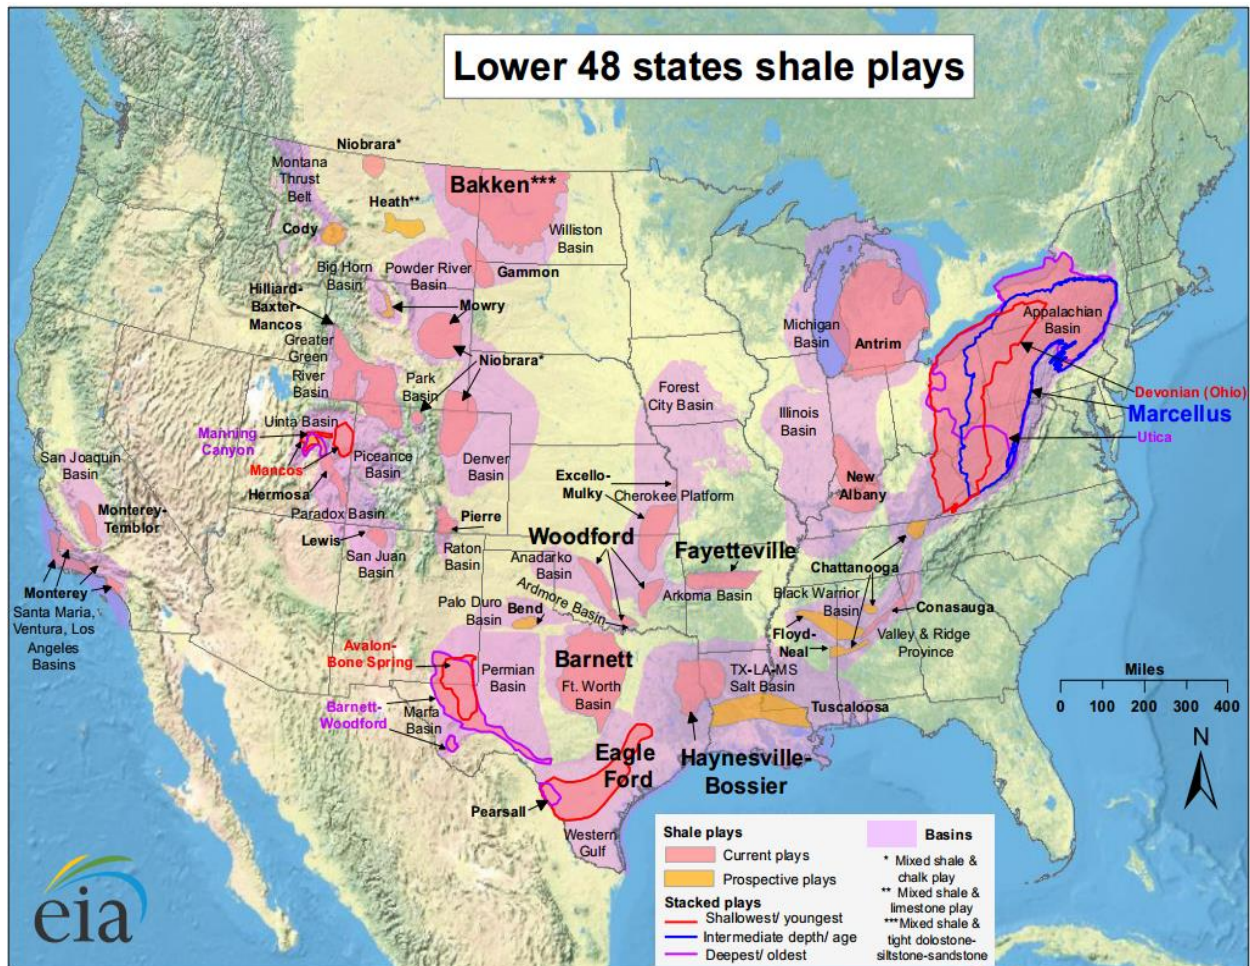 Lower 48 states shale plays
Niobrara*
Montana
Thrust
Belt
Bakken***
Heath**
Cody
Williston
Basin
Big Horn
Basin
Powder River
Basin
Gammon
Hilliard-
Baxter-
Mancos
Mowry
Greater
Green
River
Basin
Niobrara*
Park
Basin
Michigan
Basin
Antrim
Appalachian
Basin
Devonian (Ohio)
Marcellus
Utica
Forest
City Basin
Illinois
Basin
Uinta Basin
Manning
Canyon
Mancos
Piceance
Basin
Denver
Basin
San Joaquin
Basin
Hermosa
Paradox Basin
Excello-
Mulky
Cherokee Platform
New
Albany
Monterey-
Temblor
Lewis
San Juan
Basin
Pierre
Raton
Basin
Woodford
Anadarko
Basin
Ardmore Basin
Fayetteville
Arkoma Basin
Chattanooga
Black Warrior
Basin
Conasauga
Monterey
Santa Maria,
Ventura, Los
Angeles
Basins
Palo Duro
Basin
Bend
Floyd-
Neal
Valley & Ridge
Province
Avalon-
Bone Spring
Permian
Basin
Barnett
Ft. Worth
Basin
TX-LA-MS
Salt Basin
Tuscaloosa
Barnett-
Woodford
Marfa
Basin
Eagle
Ford
Haynesville-
Bossier
Pearsall
Western
Gulf
Miles
0 100 200 300 400
N
Shale plays
Current plays
Prospective plays
Stacked plays
Shallowest/ youngest
Intermediate depth/ age
Deepest/ oldest
Basins
* Mixed shale &
chalk play
** Mixed shale &
limestone play
***Mixed shale &
tight dolostone-
siltstone-sandstone
eia